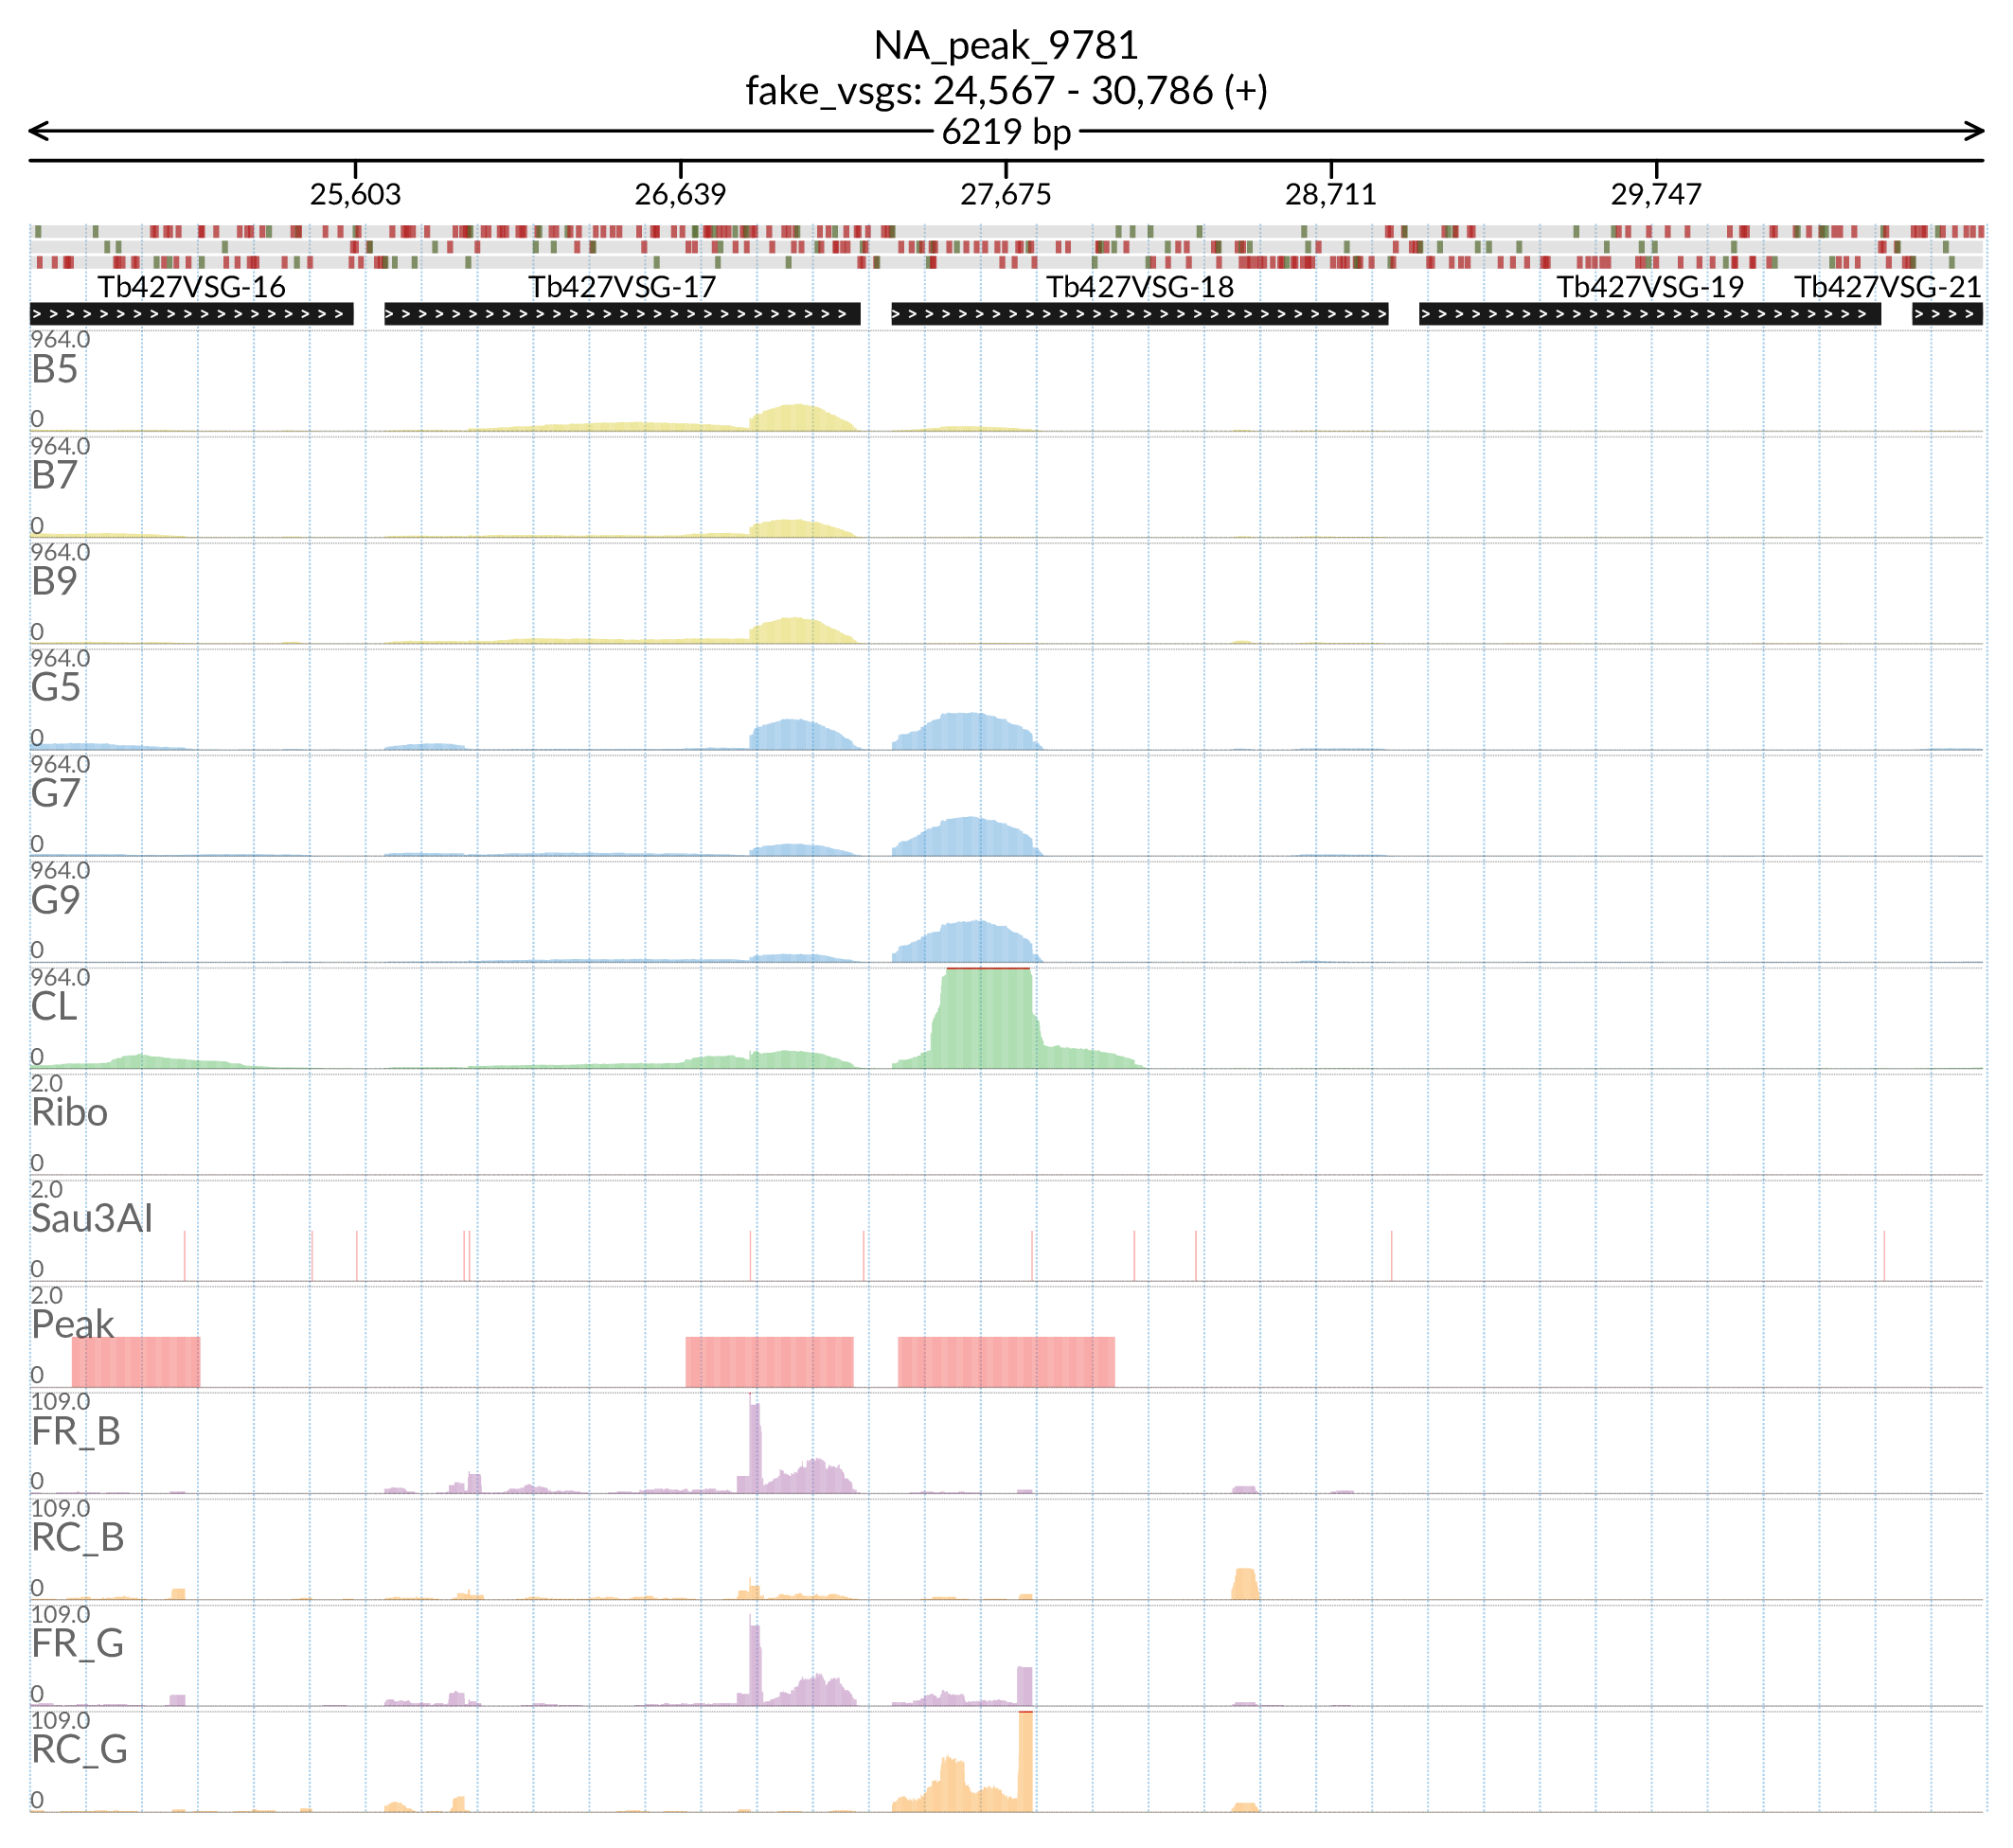 NA_peak_9781
fake_vsgs: 24,567 - 30,786 (+)
6219 bp
25,603 26,639 27,675 28,711 29,747
Tb427VSG-16 Tb427VSG-17 Tb427VSG-18 Tb427VSG-19 Tb427VSG-21
964.0
B5
0
964.0
B7
0
964.0
B9
0
964.0
G5
0
964.0
G7
0
964.0
G9
0
964.0
CL
0
2.0
Ribo
0
2.0
Sau3AI
0
2.0
Peak
0
109.0
FR_B
0
109.0
RC_B
0
109.0
FR_G
0
109.0
RC_G
0